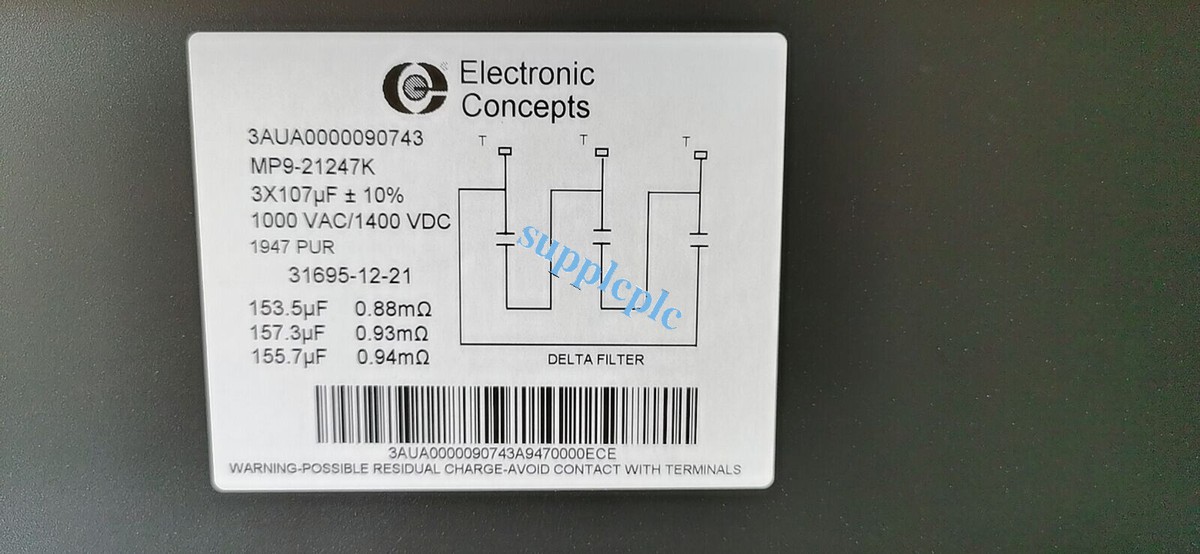 Electronic
Concepts
3AUA0000090743
MP9-21247K
3X107µF ± 10%
1000 VAC/1400 VDC
1947 PUR
31695-12-21
153.5µF 0.88mΩ
157.3µF 0.93mΩ
155.7µF 0.94mΩ
T T T
supplcplc
DELTA FILTER
3AUA0000090743A9470000ECE
WARNING-POSSIBLE RESIDUAL CHARGE-AVOID CONTACT WITH TERMINALS